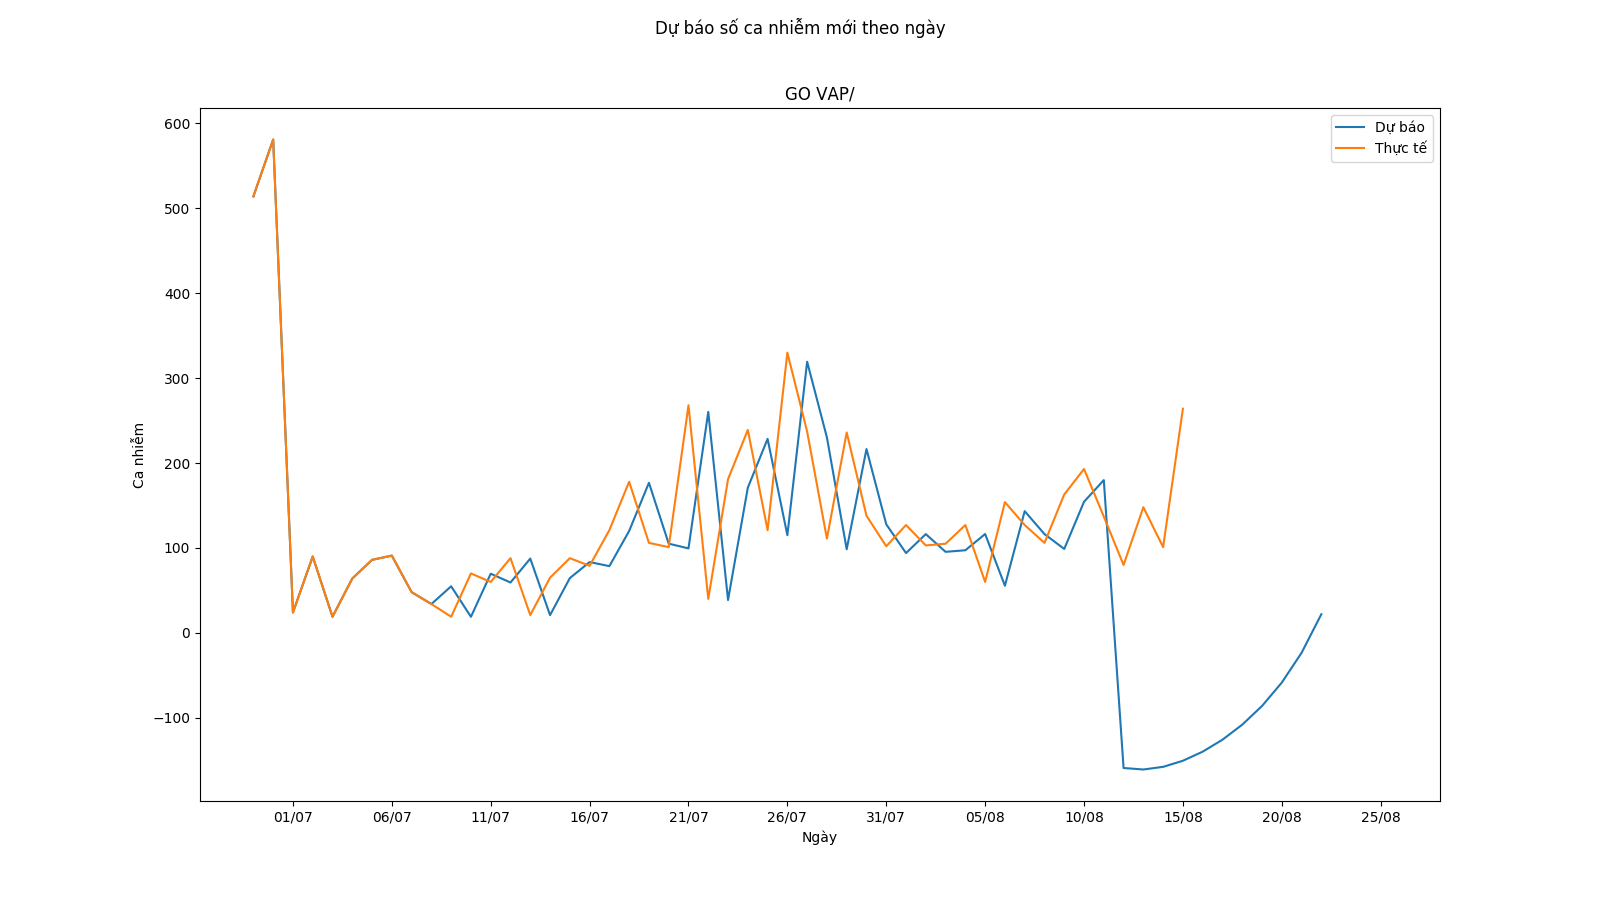 Dự báo số ca nhiễm mới theo ngày
GO VAP/
Dự báo
Thực tế
600
500
400
300
200
100
0
−100
Ca nhiễm
01/07 06/07 11/07 16/07 21/07 26/07 31/07 05/08 10/08 15/08 20/08 25/08
Ngày